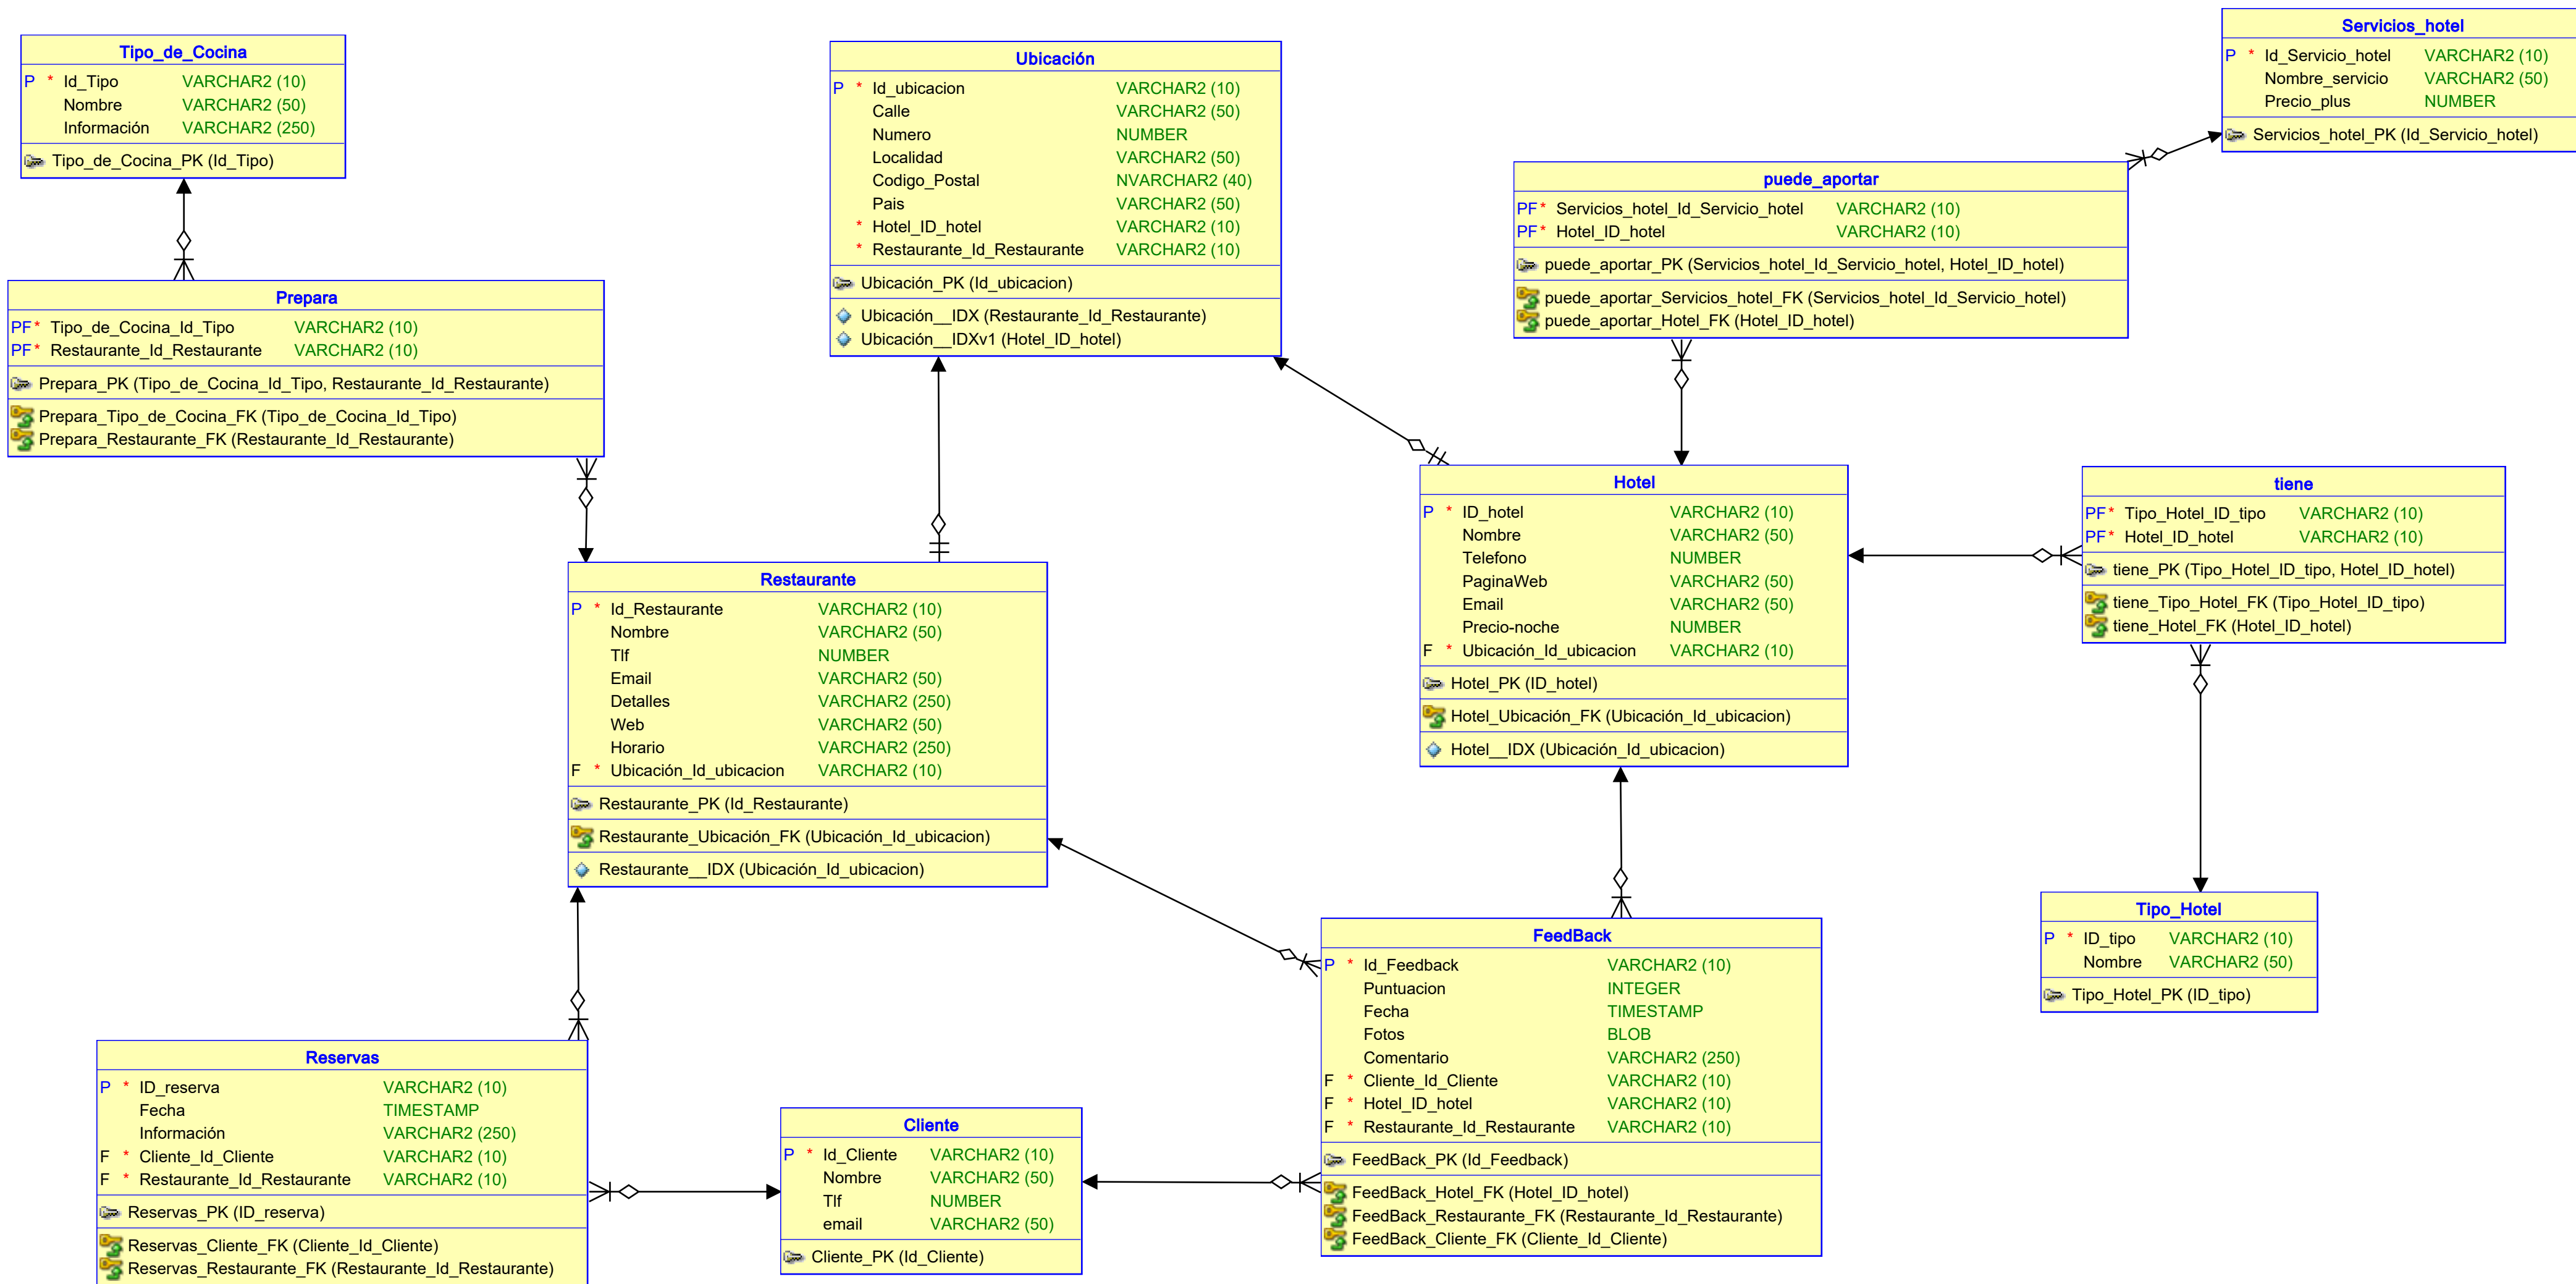 Tipo_de_Cocina
P * Id_Tipo VARCHAR2 (10)
Nombre VARCHAR2 (50)
Información VARCHAR2 (250)
Tipo_de_Cocina_PK (Id_Tipo)
Prepara
PF* Tipo_de_Cocina_Id_Tipo VARCHAR2 (10)
PF* Restaurante_Id_Restaurante VARCHAR2 (10)
Prepara_PK (Tipo_de_Cocina_Id_Tipo, Restaurante_Id_Restaurante)
Prepara_Tipo_de_Cocina_FK (Tipo_de_Cocina_Id_Tipo)
Prepara_Restaurante_FK (Restaurante_Id_Restaurante)
Ubicación
P * Id_ubicacion VARCHAR2 (10)
Calle VARCHAR2 (50)
Numero NUMBER
Localidad VARCHAR2 (50)
Codigo_Postal NVARCHAR2 (40)
Pais VARCHAR2 (50)
* Hotel_ID_hotel VARCHAR2 (10)
* Restaurante_Id_Restaurante VARCHAR2 (10)
Ubicación_PK (Id_ubicacion)
Ubicación__IDX (Restaurante_Id_Restaurante)
Ubicación__IDXv1 (Hotel_ID_hotel)
Servicios_hotel
P * Id_Servicio_hotel VARCHAR2 (10)
Nombre_servicio VARCHAR2 (50)
Precio_plus NUMBER
Servicios_hotel_PK (Id_Servicio_hotel)
puede_aportar
PF* Servicios_hotel_Id_Servicio_hotel VARCHAR2 (10)
PF* Hotel_ID_hotel VARCHAR2 (10)
puede_aportar_PK (Servicios_hotel_Id_Servicio_hotel, Hotel_ID_hotel)
puede_aportar_Servicios_hotel_FK (Servicios_hotel_Id_Servicio_hotel)
puede_aportar_Hotel_FK (Hotel_ID_hotel)
Hotel
P * ID_hotel VARCHAR2 (10)
Nombre VARCHAR2 (50)
Telefono NUMBER
PaginaWeb VARCHAR2 (50)
Email VARCHAR2 (50)
Precio-noche NUMBER
F * Ubicación_Id_ubicacion VARCHAR2 (10)
Hotel_PK (ID_hotel)
Hotel_Ubicación_FK (Ubicación_Id_ubicacion)
Hotel__IDX (Ubicación_Id_ubicacion)
tiene
PF* Tipo_Hotel_ID_tipo VARCHAR2 (10)
PF* Hotel_ID_hotel VARCHAR2 (10)
tiene_PK (Tipo_Hotel_ID_tipo, Hotel_ID_hotel)
tiene_Tipo_Hotel_FK (Tipo_Hotel_ID_tipo)
tiene_Hotel_FK (Hotel_ID_hotel)
Restaurante
P * Id_Restaurante VARCHAR2 (10)
Nombre VARCHAR2 (50)
Tlf NUMBER
Email VARCHAR2 (50)
Detalles VARCHAR2 (250)
Web VARCHAR2 (50)
Horario VARCHAR2 (250)
F * Ubicación_Id_ubicacion VARCHAR2 (10)
Restaurante_PK (Id_Restaurante)
Restaurante_Ubicación_FK (Ubicación_Id_ubicacion)
Restaurante__IDX (Ubicación_Id_ubicacion)
Tipo_Hotel
P * ID_tipo VARCHAR2 (10)
Nombre VARCHAR2 (50)
Tipo_Hotel_PK (ID_tipo)
FeedBack
P * Id_Feedback VARCHAR2 (10)
Puntuacion INTEGER
Fecha TIMESTAMP
Fotos BLOB
Comentario VARCHAR2 (250)
F * Cliente_Id_Cliente VARCHAR2 (10)
F * Hotel_ID_hotel VARCHAR2 (10)
F * Restaurante_Id_Restaurante VARCHAR2 (10)
FeedBack_PK (Id_Feedback)
FeedBack_Hotel_FK (Hotel_ID_hotel)
FeedBack_Restaurante_FK (Restaurante_Id_Restaurante)
FeedBack_Cliente_FK (Cliente_Id_Cliente)
Reservas
P * ID_reserva VARCHAR2 (10)
Fecha TIMESTAMP
Información VARCHAR2 (250)
F * Cliente_Id_Cliente VARCHAR2 (10)
F * Restaurante_Id_Restaurante VARCHAR2 (10)
Reservas_PK (ID_reserva)
Reservas_Cliente_FK (Cliente_Id_Cliente)
Reservas_Restaurante_FK (Restaurante_Id_Restaurante)
Cliente
P * Id_Cliente VARCHAR2 (10)
Nombre VARCHAR2 (50)
Tlf NUMBER
email VARCHAR2 (50)
Cliente_PK (Id_Cliente)